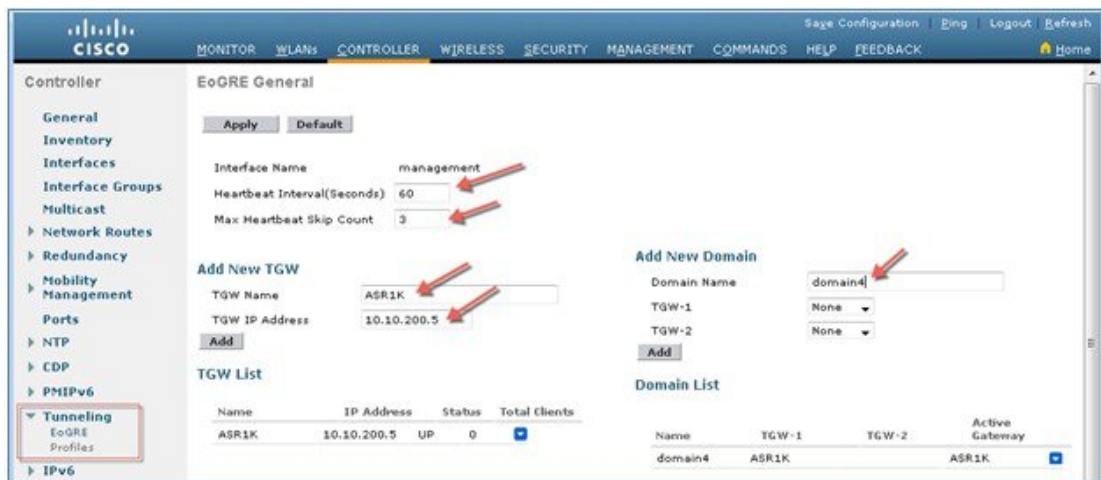 Save Configuration | Ping | Logout | Refresh
CISCO
MONITOR WLANs CONTROLLER WIRELESS SECURITY MANAGEMENT COMMANDS HELP FEEDBACK Home
Controller
General
Inventory
Interfaces
Interface Groups
Multicast
Network Routes
Redundancy
Mobility Management
Ports
NTP
CDP
PMIPv6
Tunneling
EoGRE
Profiles
IPv6
EoGRE General
Apply Default
Interface Name management
Heartbeat Interval(Seconds) 60
Max Heartbeat Skip Count 3
Add New TGW
TGW Name ASR1K
TGW IP Address 10.10.200.5
Add
TGW List
Name IP Address Status Total Clients
ASR1K 10.10.200.5 UP 0
Add New Domain
Domain Name domain4
TGW-1 None
TGW-2 None
Add
Domain List
Name TGW-1 TGW-2 Active Gateway
domain4 ASR1K ASR1K